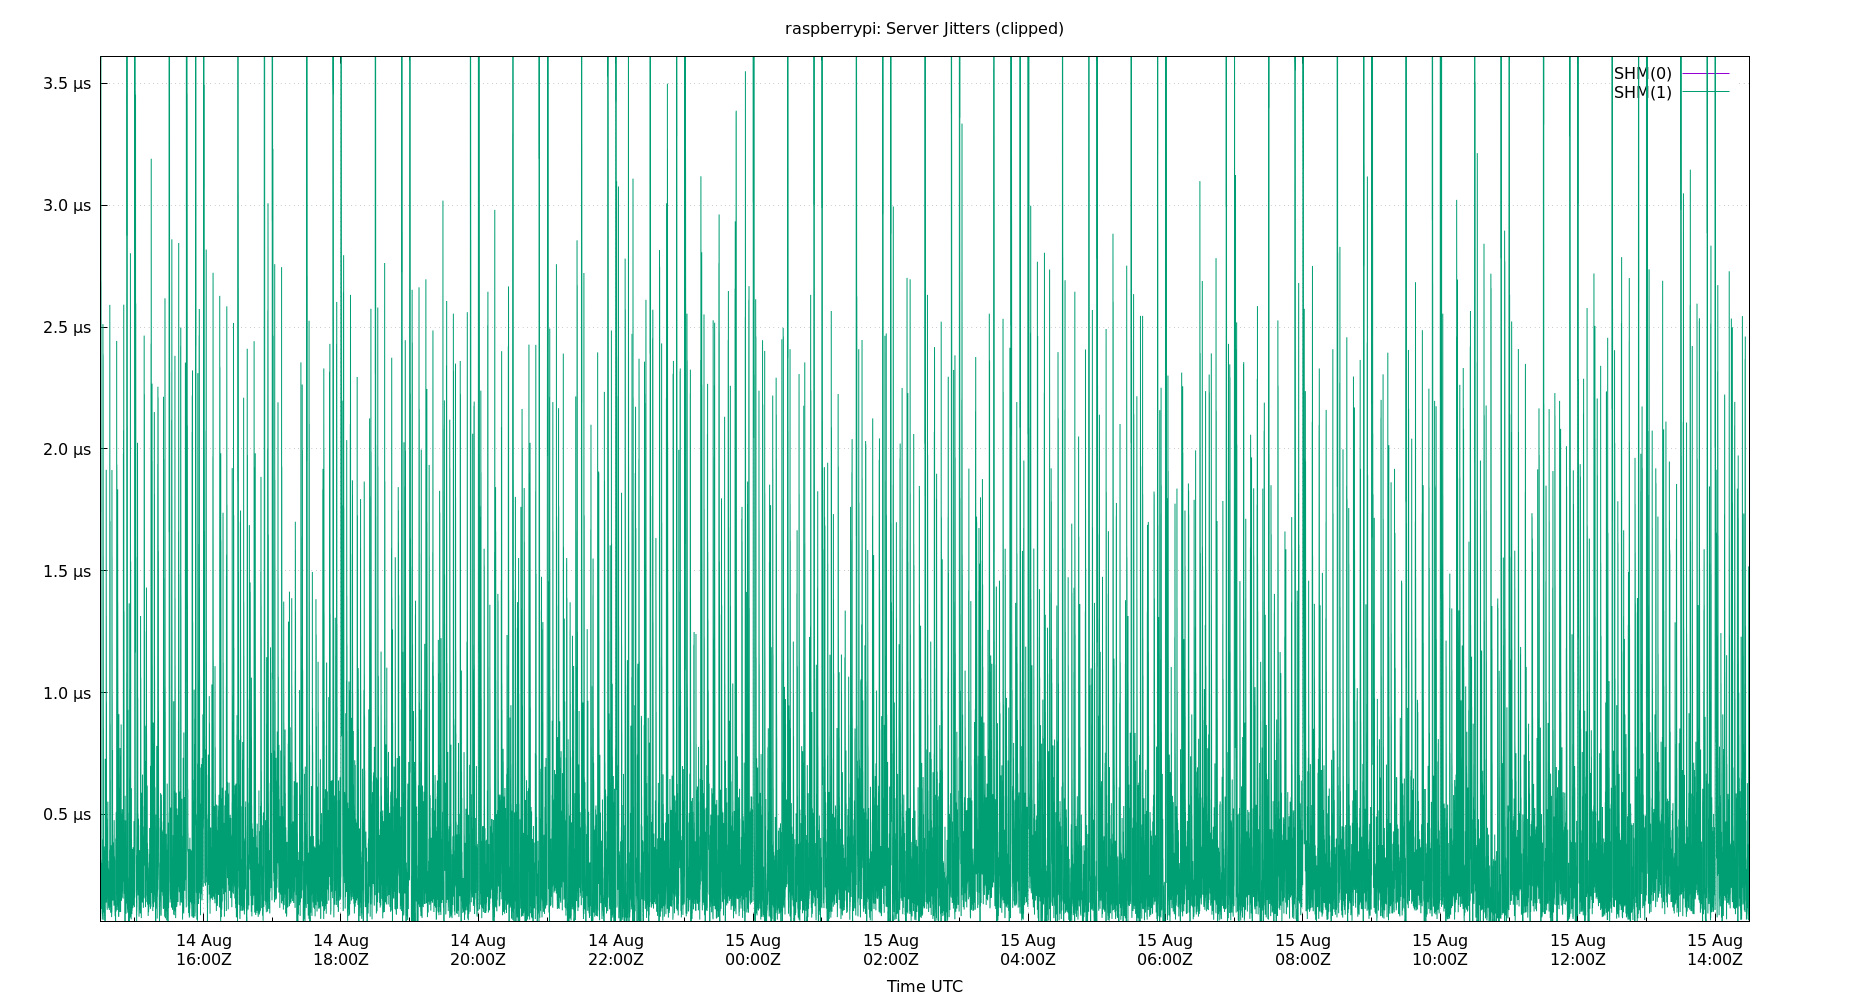 raspberrypi: Server Jitters (clipped)
SHM(0)
SHM(1)
3.5 µs
3.0 µs
2.5 µs
2.0 µs
1.5 µs
1.0 µs
0.5 µs
14 Aug 14 Aug 14 Aug 14 Aug 15 Aug 15 Aug 15 Aug 15 Aug 15 Aug 15 Aug 15 Aug 15 Aug
16:00Z 18:00Z 20:00Z 22:00Z 00:00Z 02:00Z 04:00Z 06:00Z 08:00Z 10:00Z 12:00Z 14:00Z
Time UTC